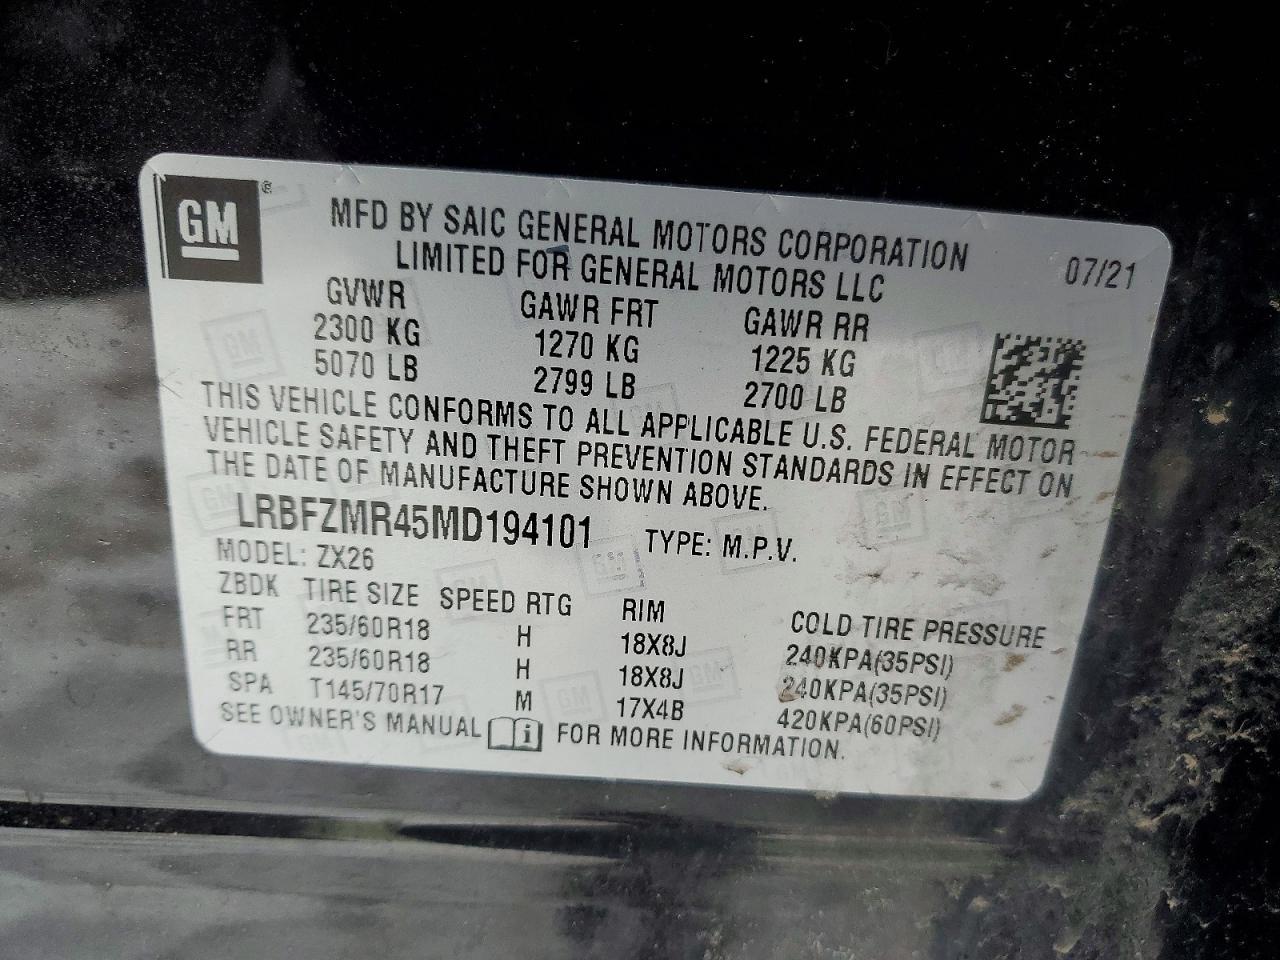 GM
MFD BY SAIC GENERAL MOTORS CORPORATION
LIMITED FOR GENERAL MOTORS LLC
07/21
GVWR GAWR FRT GAWR RR
2300 KG 1270 KG 1225 KG
5070 LB 2799 LB 2700 LB
THIS VEHICLE CONFORMS TO ALL APPLICABLE U.S. FEDERAL MOTOR
VEHICLE SAFETY AND THEFT PREVENTION STANDARDS IN EFFECT ON
THE DATE OF MANUFACTURE SHOWN ABOVE.
LRBFZMR45MD194101 TYPE: M.P.V.
MODEL: ZX26
ZBDK TIRE SIZE SPEED RTG RIM COLD TIRE PRESSURE
FRT 235/60R18 H 18X8J 240KPA(35PSI)
RR 235/60R18 H 18X8J 240KPA(35PSI)
SPA T145/70R17 M 17X4B 420KPA(60PSI)
SEE OWNER'S MANUAL i FOR MORE INFORMATION.